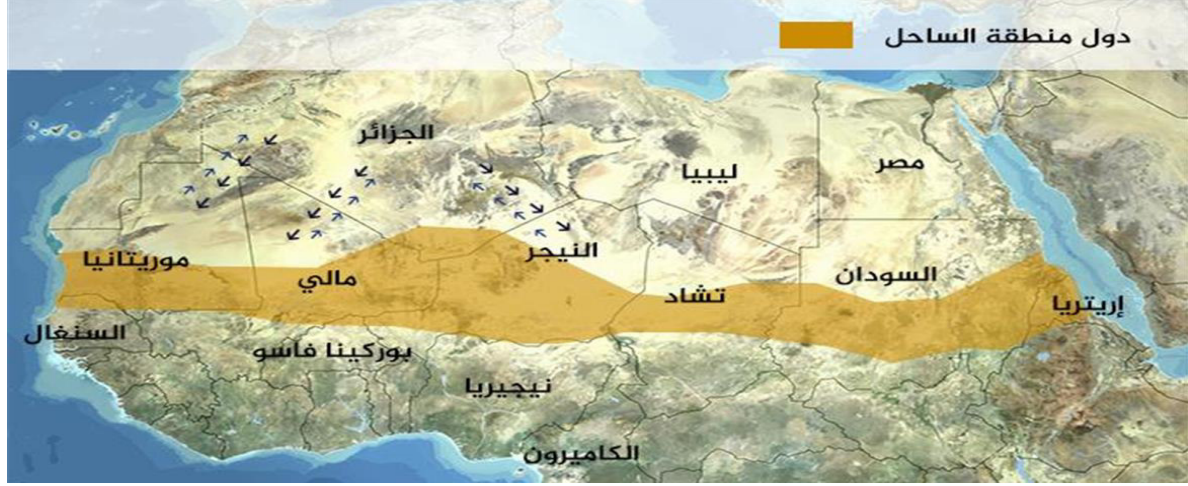 دول منطقة الساحل
الجزائر
ليبيا
مصر
موريتانيا
مالي
النيجر
تشاد
السودان
إريتريا
السنغال
بوركينا فاسو
نيجيريا
الكاميرون